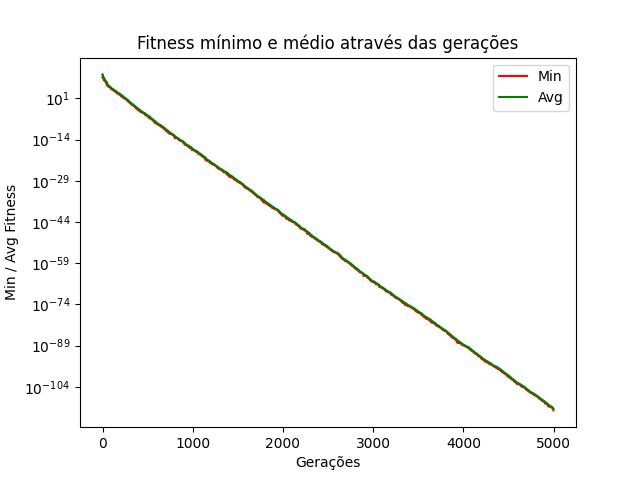 Fitness mínimo e médio através das gerações
Min
Avg
Min / Avg Fitness
10^1
10^−14
10^−29
10^−44
10^−59
10^−74
10^−89
10^−104
0 1000 2000 3000 4000 5000
Gerações